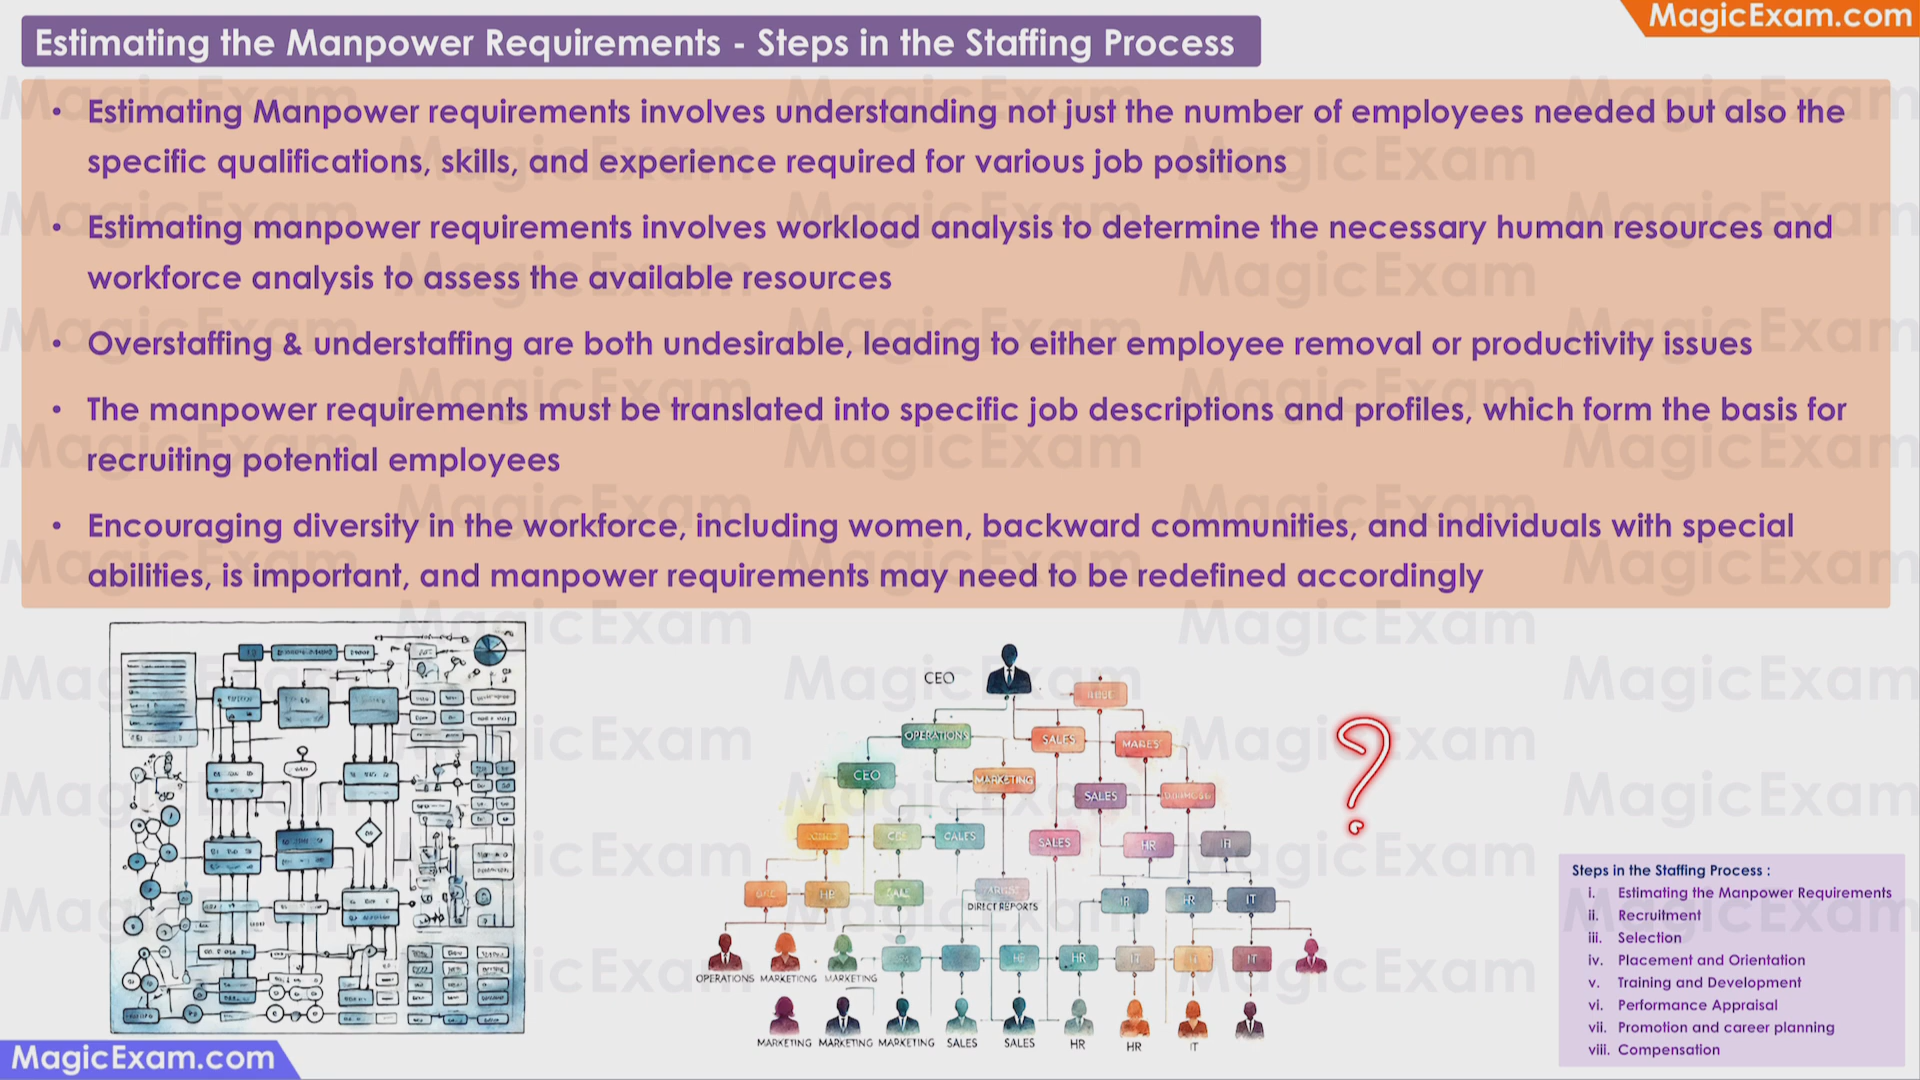 MagicExam.com
Estimating the Manpower Requirements - Steps in the Staffing Process
• Estimating Manpower requirements involves understanding not just the number of employees needed but also the
specific qualifications, skills, and experience required for various job positions
• Estimating manpower requirements involves workload analysis to determine the necessary human resources and
workforce analysis to assess the available resources
• Overstaffing & understaffing are both undesirable, leading to either employee removal or productivity issues
• The manpower requirements must be translated into specific job descriptions and profiles, which form the basis for
recruiting potential employees
• Encouraging diversity in the workforce, including women, backward communities, and individuals with special
abilities, is important, and manpower requirements may need to be redefined accordingly
CEO
OPERATIONS SALES
CEO MARKETING
SALES
CALES SALES HR
HP
DIRECT REPORTS IT
HR IT
OPERATIONS MARKETIONG MARKETING
MARKETING MARKETING MARKETING SALES SALES HR HR IT
?
Steps in the Staffing Process :
i. Estimating the Manpower Requirements
ii. Recruitment
iii. Selection
iv. Placement and Orientation
v. Training and Development
vi. Performance Appraisal
vii. Promotion and career planning
viii. Compensation
MagicExam.com